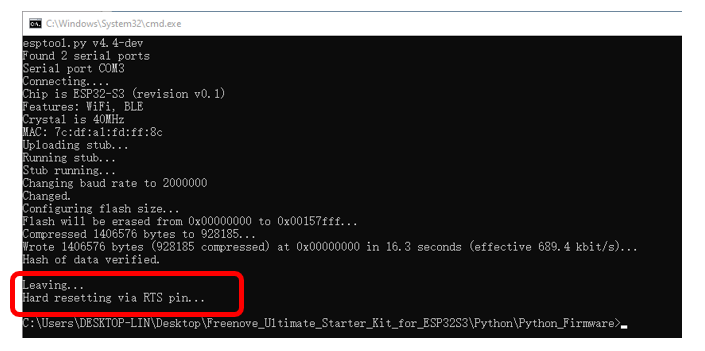 C:\Windows\System32\cmd.exe
esptool.py v4.4-dev
Found 2 serial ports
Serial port COM3
Connecting....
Chip is ESP32-S3 (revision v0.1)
Features: WiFi, BLE
Crystal is 40MHz
MAC: 7c:df:a1:fd:ff:8c
Uploading stub...
Running stub...
Stub running...
Changing baud rate to 2000000
Changed.
Configuring flash size...
Flash will be erased from 0x00000000 to 0x00157fff...
Compressed 1406576 bytes to 928185...
Wrote 1406576 bytes (928185 compressed) at 0x00000000 in 16.3 seconds (effective 689.4 kbit/s)...
Hash of data verified.
Leaving...
Hard resetting via RTS pin...
C:\Users\DESKTOP-LIN\Desktop\Freenove_Ultimate_Starter_Kit_for_ESP32S3\Python\Python_Firmware>